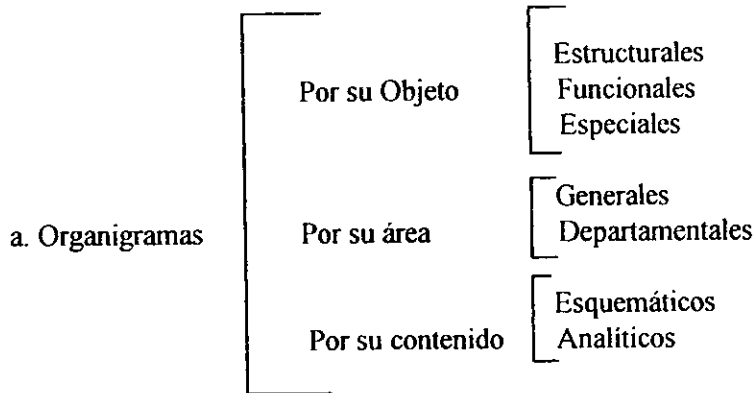 a. Organigramas
Por su Objeto
Estructurales
Funcionales
Especiales
Por su área
Generales
Departamentales
Por su contenido
Esquemáticos
Analíticos